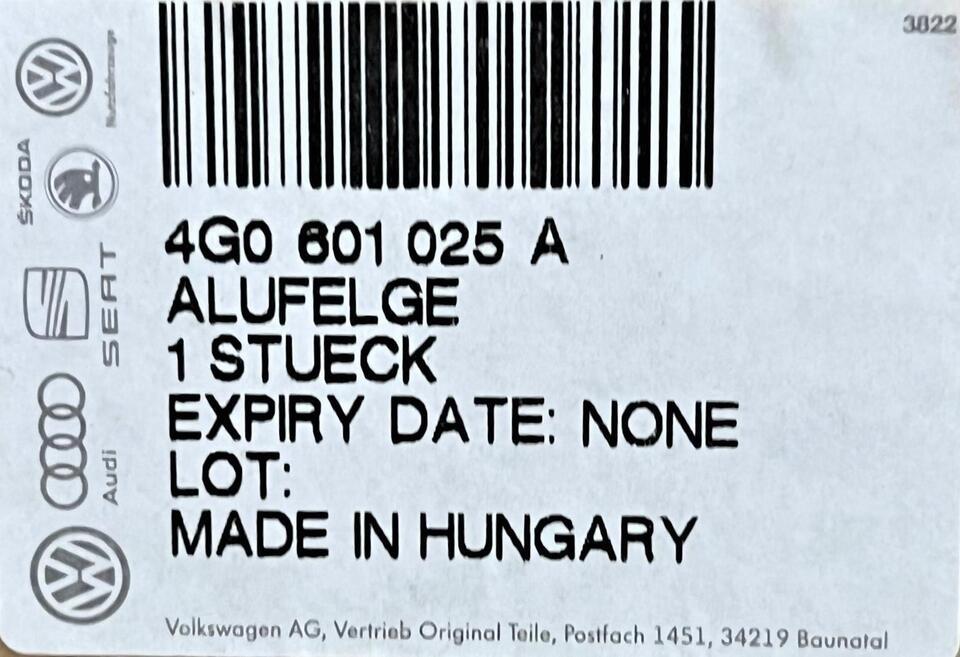 3822
4G0 601 025 A
ALUFELGE
1 STUECK
EXPIRY DATE: NONE
LOT:
MADE IN HUNGARY
Volkswagen AG, Vertrieb Original Teile, Postfach 1451, 34219 Baunatal
Nutzfahrzeuge
ŠKODA
SEAT
Audi